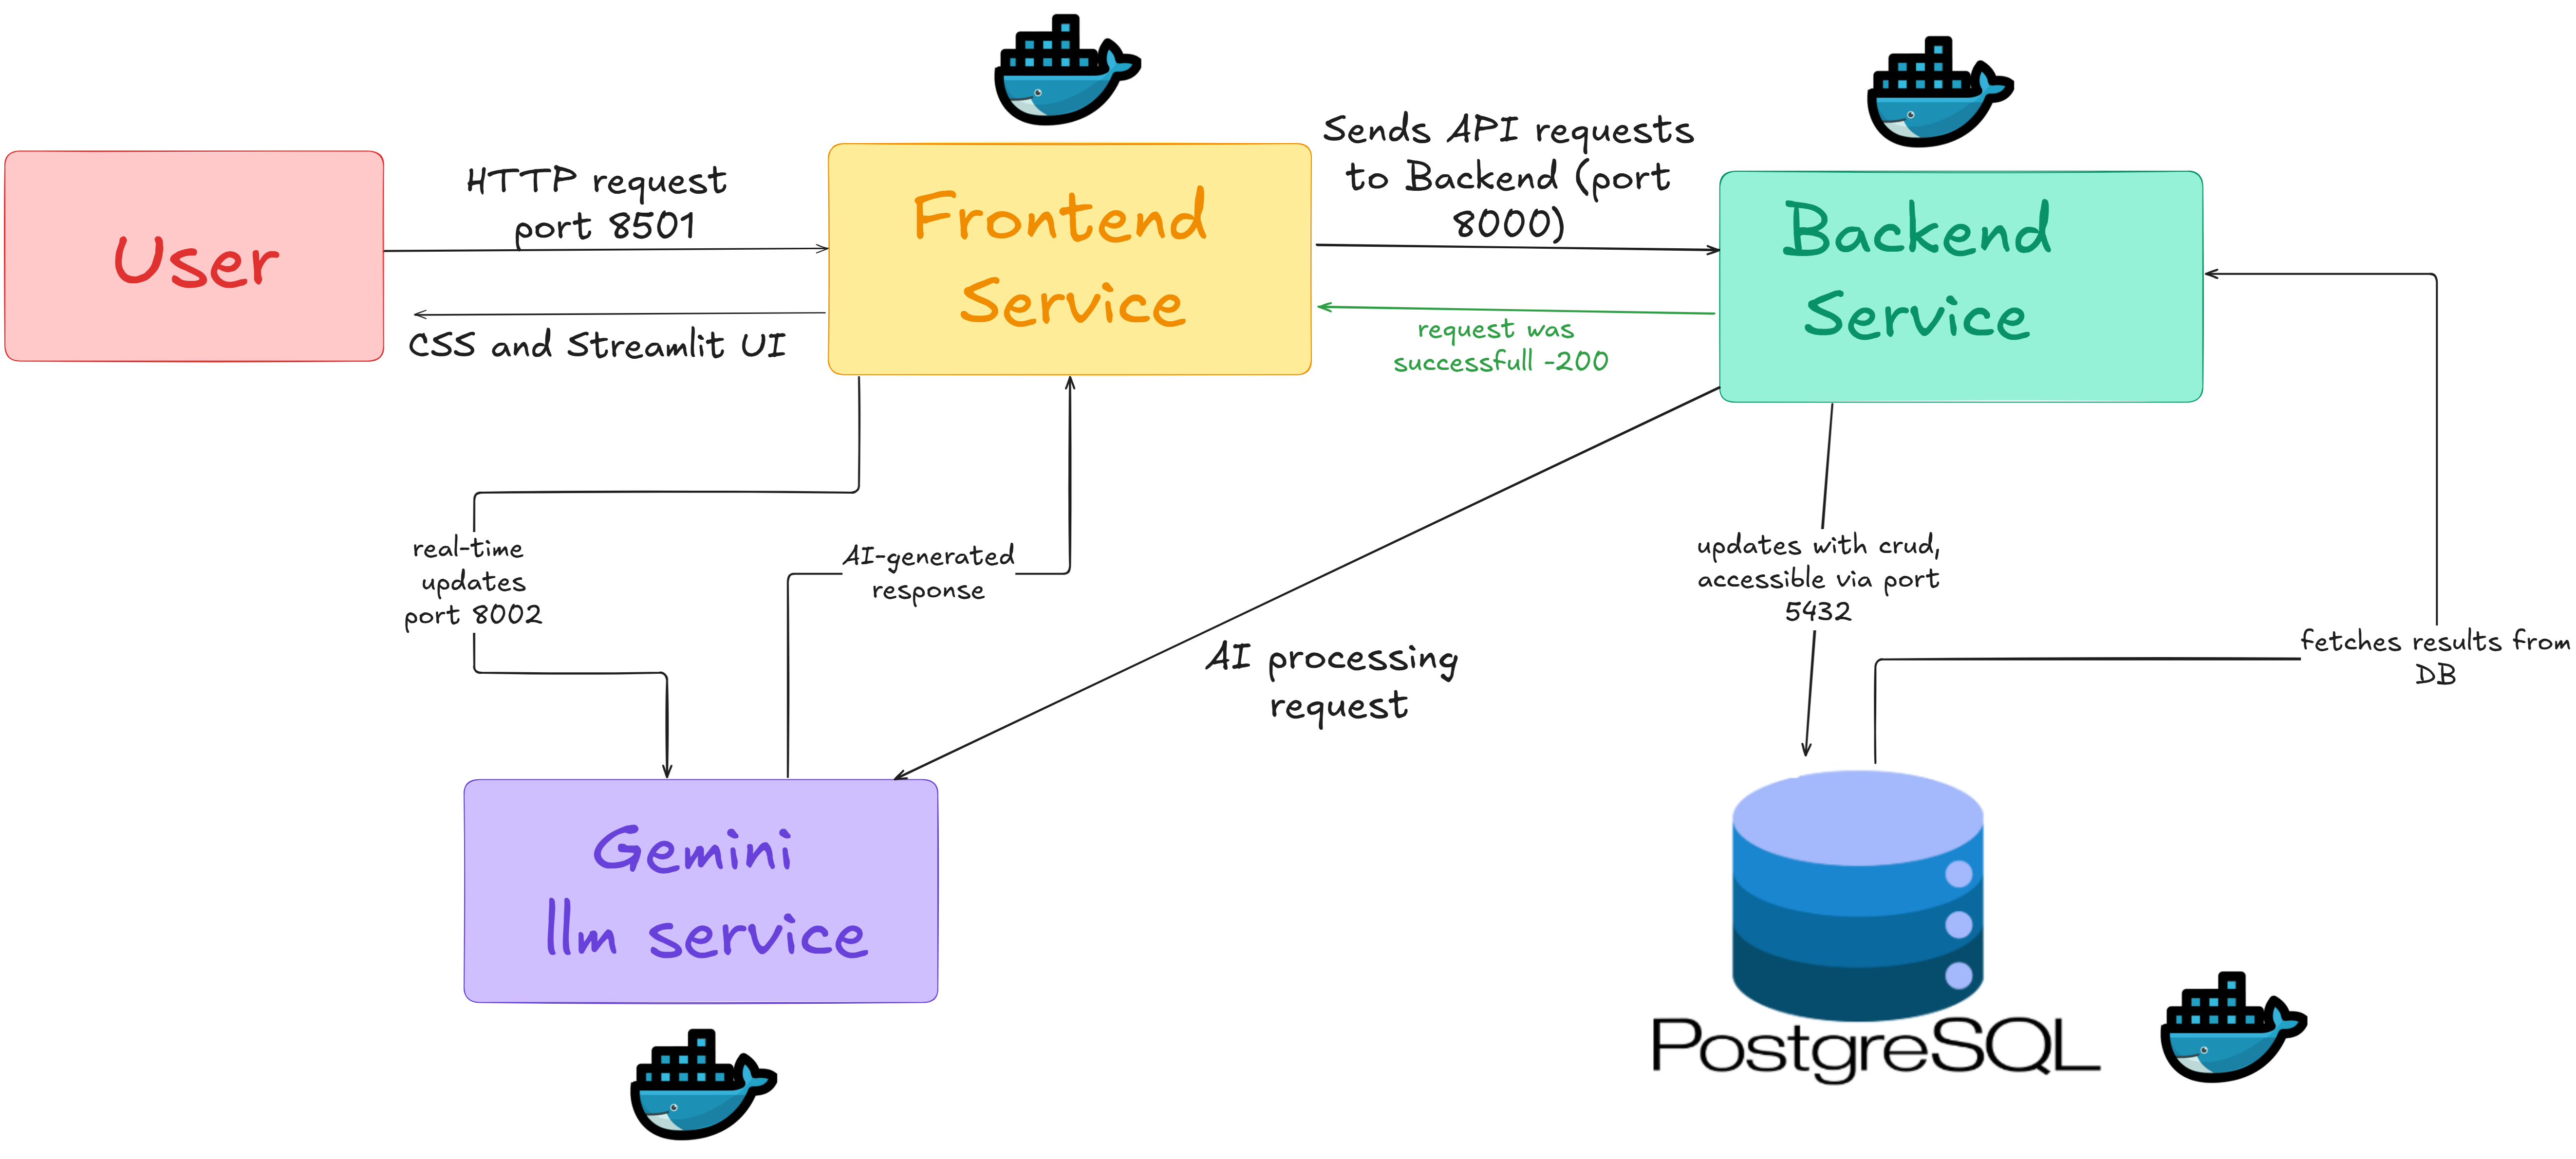 Sends API requests
to Backend (port
8000)
HTTP request
port 8501
User
Frontend
Service
Backend
Service
CSS and Streamlit UI
request was
successfull -200
real-time
updates
port 8002
AI-generated
response
updates with crud,
accessible via port
5432
AI processing
request
fetches results from
DB
Gemini
llm service
PostgreSQL